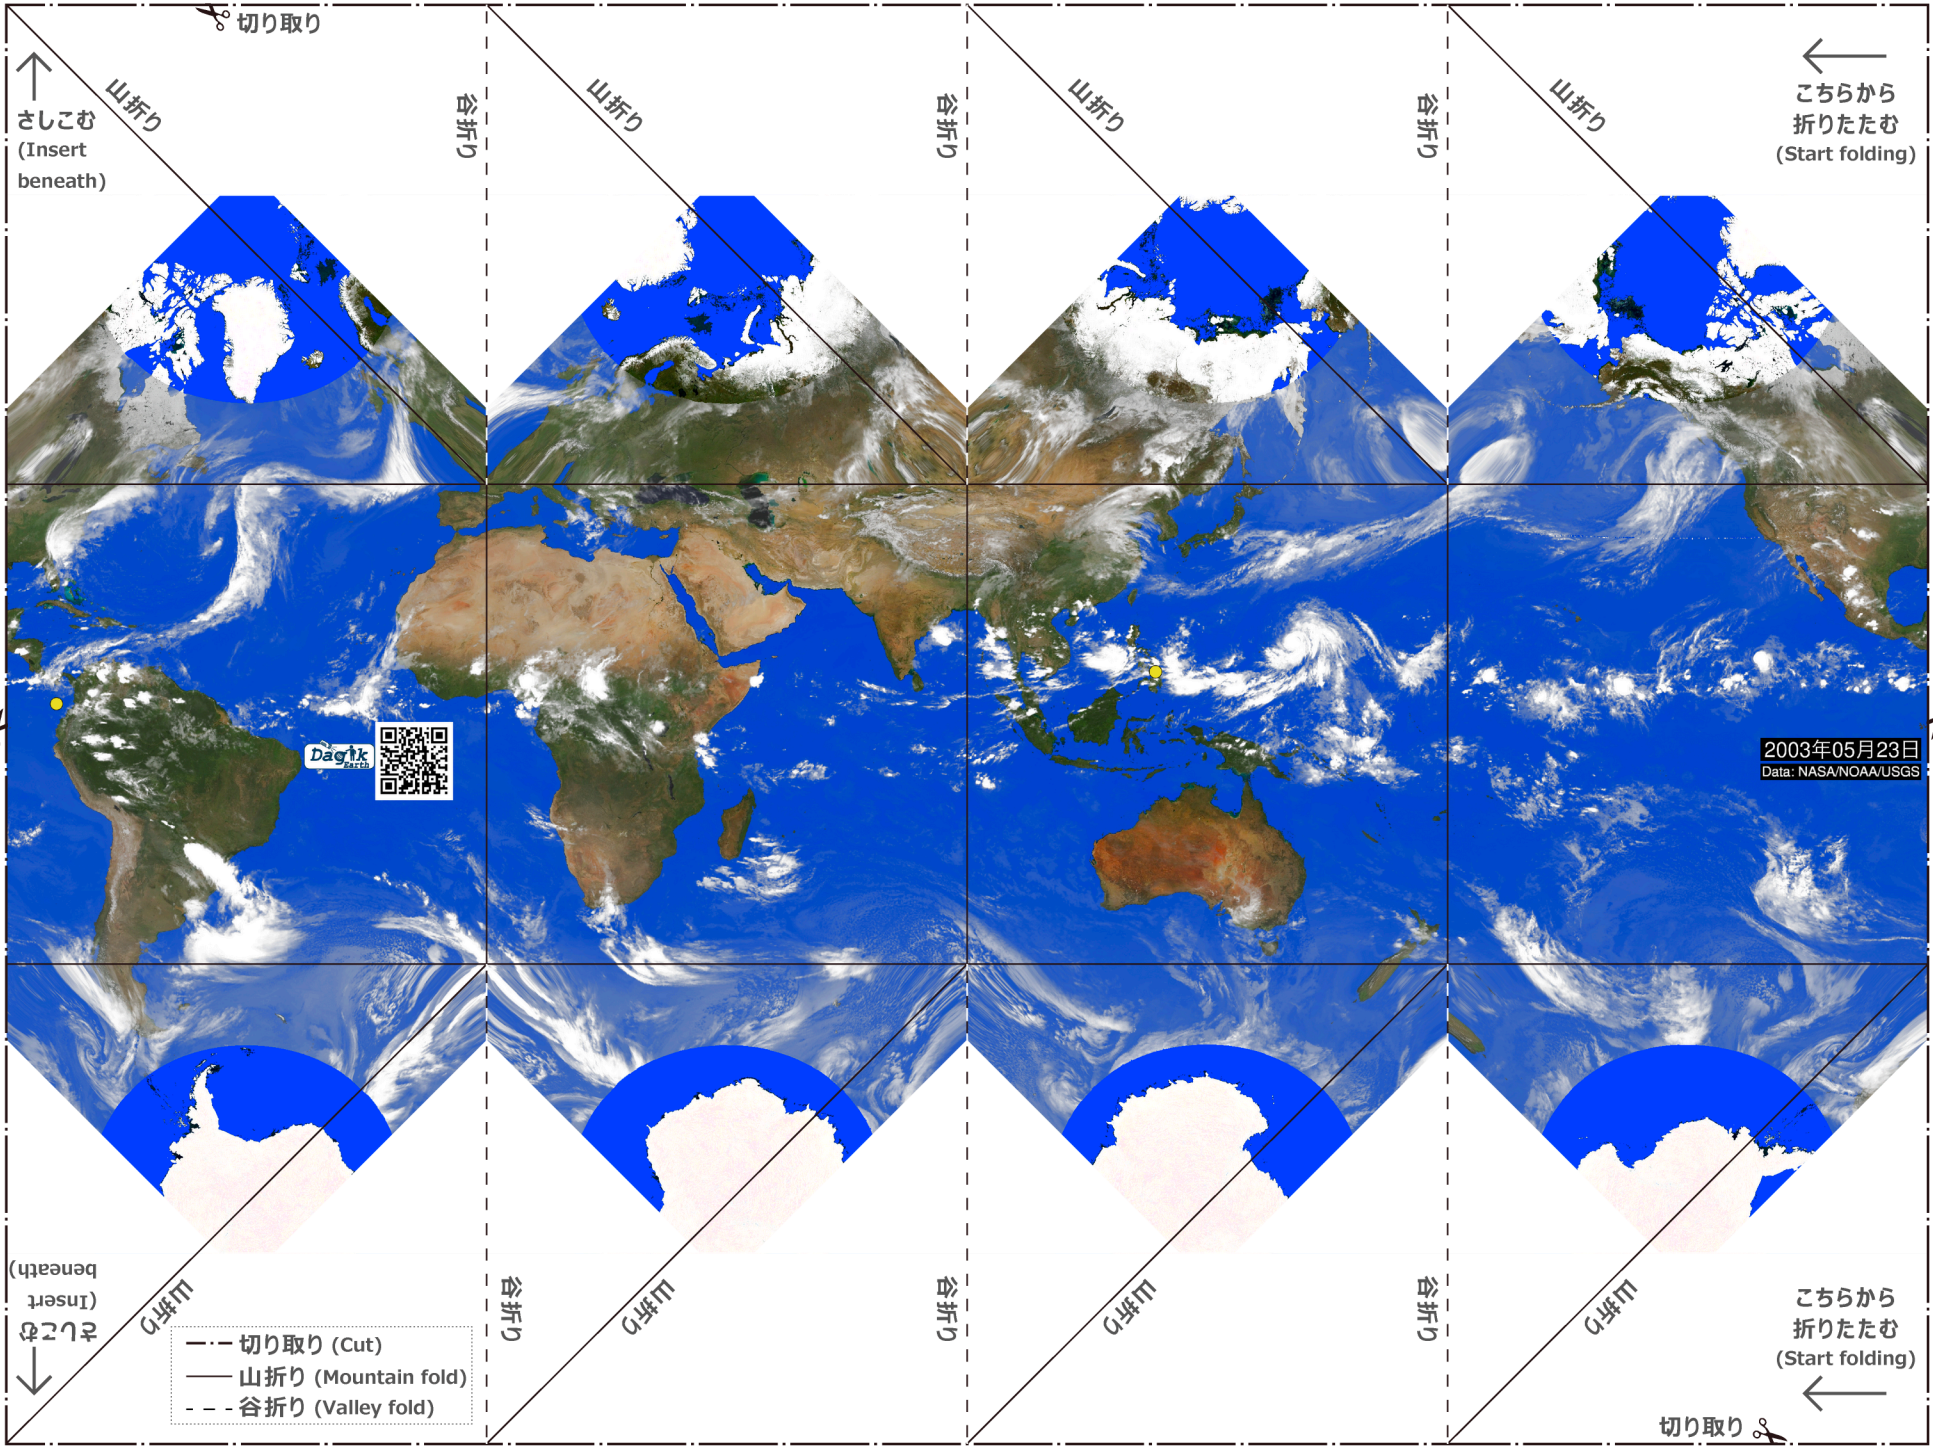 切り取り
さしこむ
(Insert
beneath)
山折り
谷折り
山折り
谷折り
山折り
谷折り
山折り
こちらから
折りたたむ
(Start folding)
Dagik
Earth
2003年05月23日
Data: NASA/NOAA/USGS
さしこむ
(Insert
beneath)
山折り
谷折り
山折り
谷折り
山折り
谷折り
山折り
こちらから
折りたたむ
(Start folding)
切り取り (Cut)
山折り (Mountain fold)
谷折り (Valley fold)
切り取り